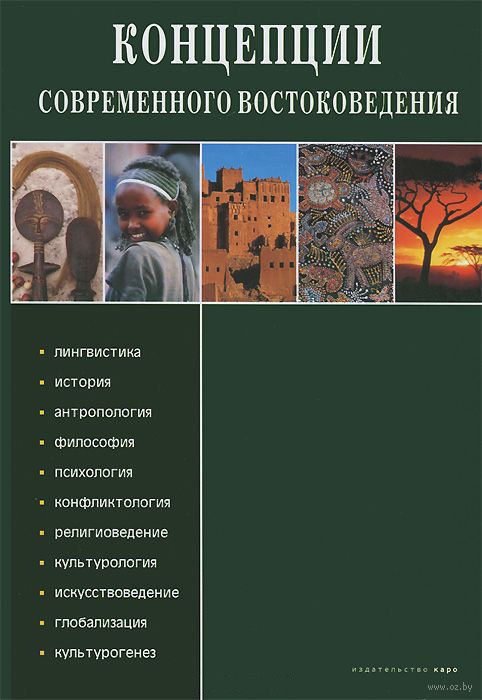 КОНЦЕПЦИИ
СОВРЕМЕННОГО ВОСТОКОВЕДЕНИЯ
▪ лингвистика
▪ история
▪ антропология
▪ философия
▪ психология
▪ конфликтология
▪ религиоведение
▪ культурология
▪ искусствоведение
▪ глобализация
▪ культурогенез
издательство каро
www.oz.by